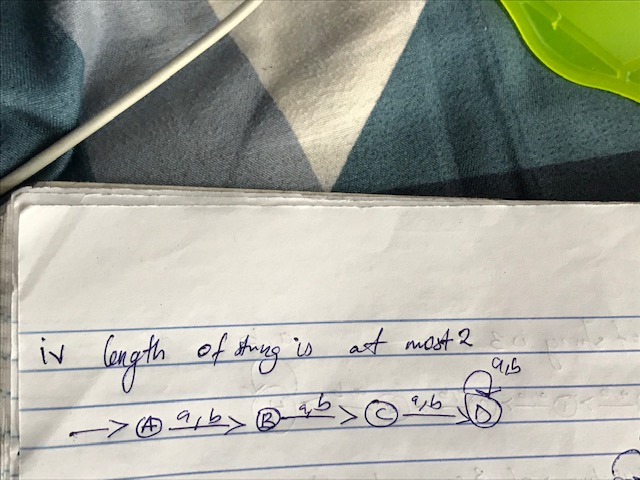 iv length of string is at most 2
a,b
A a,b B a,b C a,b D